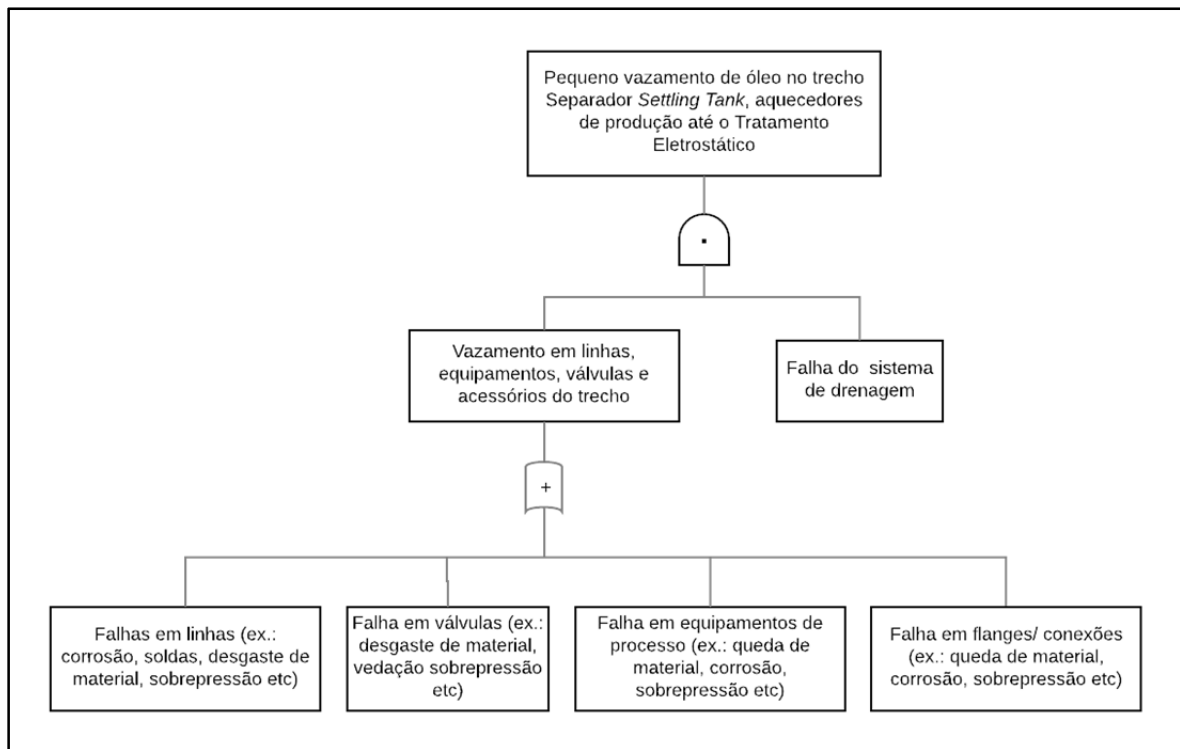 Pequeno vazamento de óleo no trecho
Separador Settling Tank, aquecedores
de produção até o Tratamento
Eletrostático
Vazamento em linhas,
equipamentos, válvulas e
acessórios do trecho
Falha do sistema
de drenagem
+
Falhas em linhas (ex.:
corrosão, soldas, desgaste de
material, sobrepressão etc)
Falha em válvulas (ex.:
desgaste de material,
vedação sobrepressão
etc)
Falha em equipamentos de
processo (ex.: queda de
material, corrosão,
sobrepressão etc)
Falha em flanges/ conexões
(ex.: queda de material,
corrosão, sobrepressão etc)